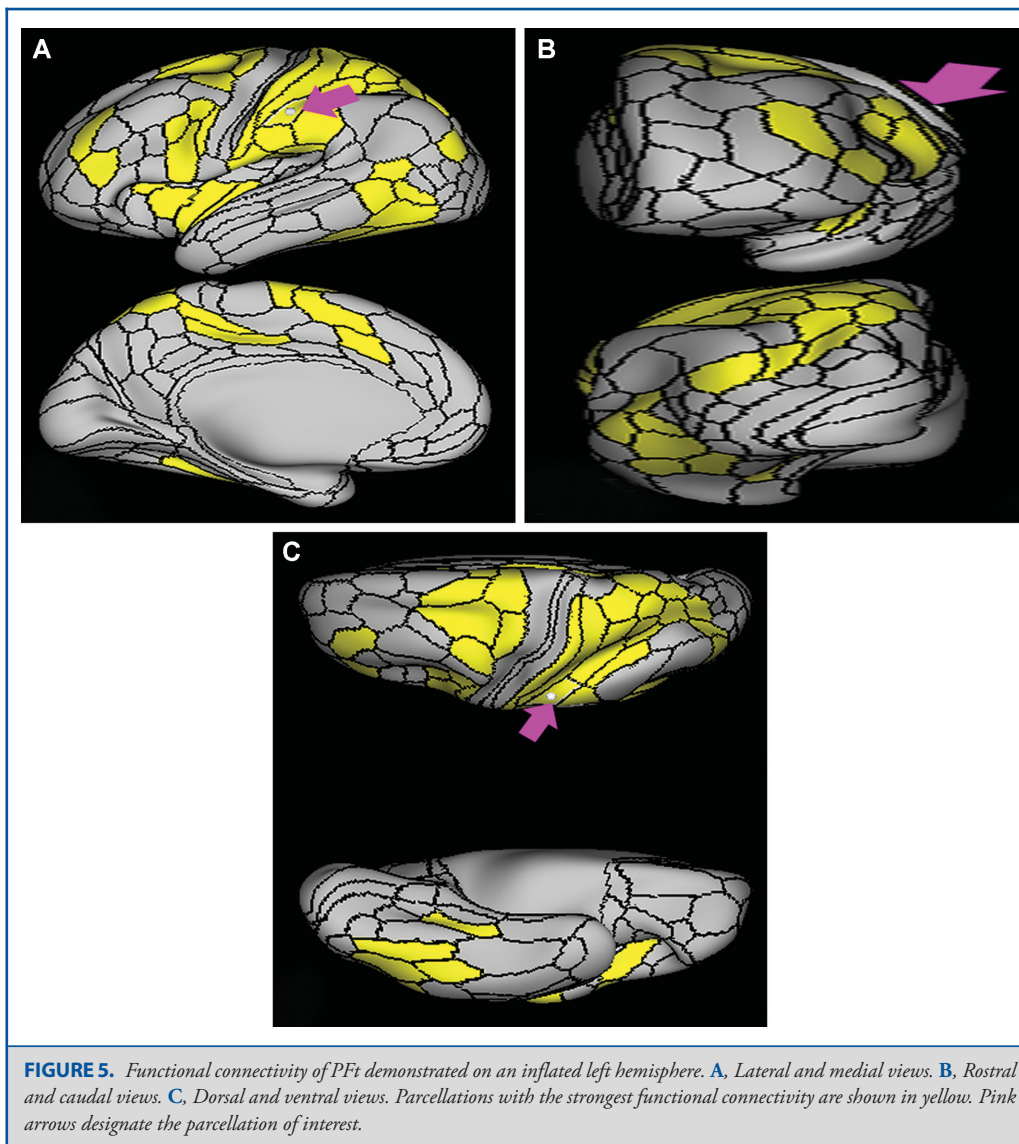 A
B
C
FIGURE 5. Functional connectivity of PFt demonstrated on an inflated left hemisphere. A, Lateral and medial views. B, Rostral
and caudal views. C, Dorsal and ventral views. Parcellations with the strongest functional connectivity are shown in yellow. Pink
arrows designate the parcellation of interest.